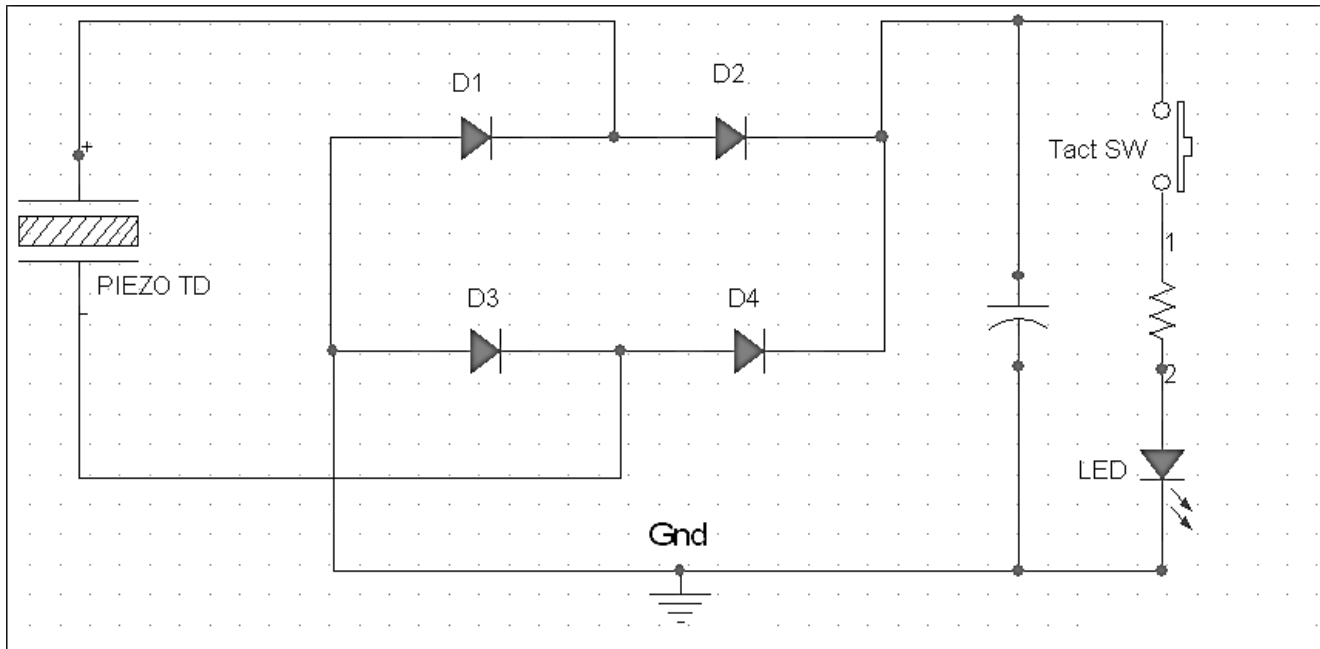 D1
D2
+
Tact SW
1
PIEZO TD
-
D3
D4
2
LED
Gnd